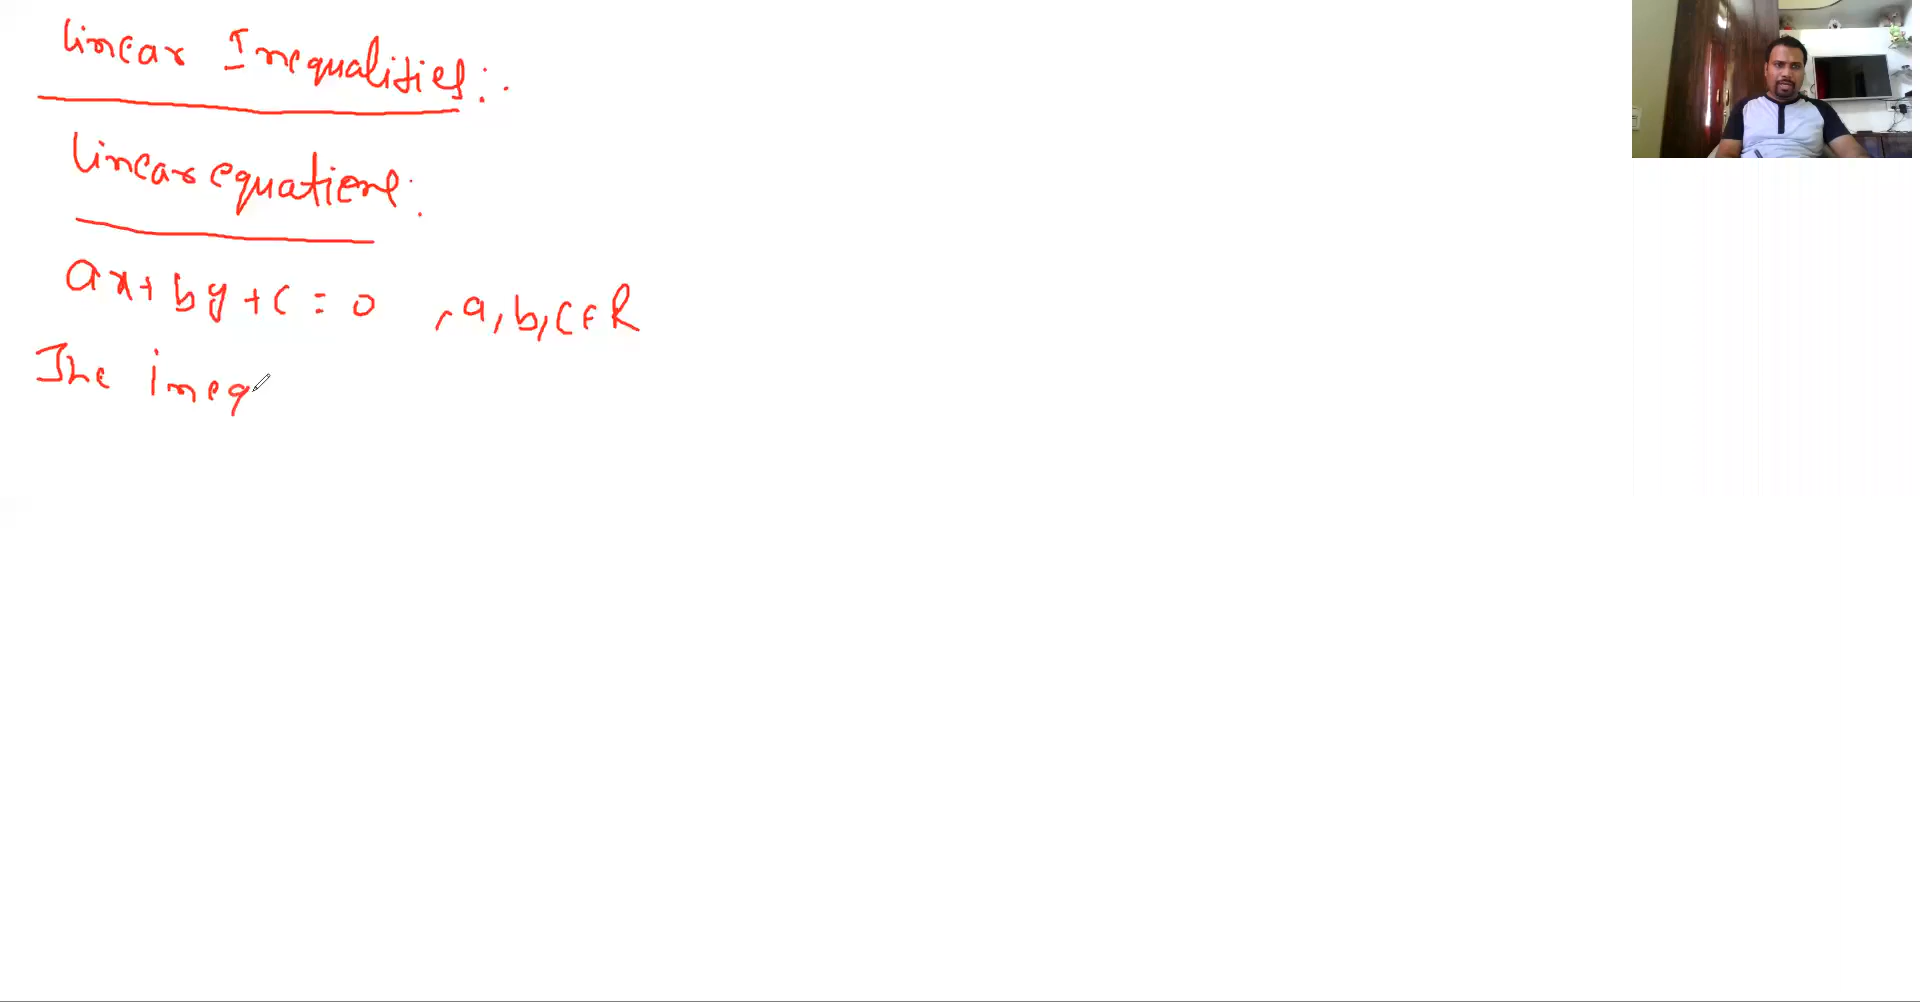 Linear Inequalities:.
Linear equations:
ax + by + c = 0 , a, b, c ∈ R
The ineq